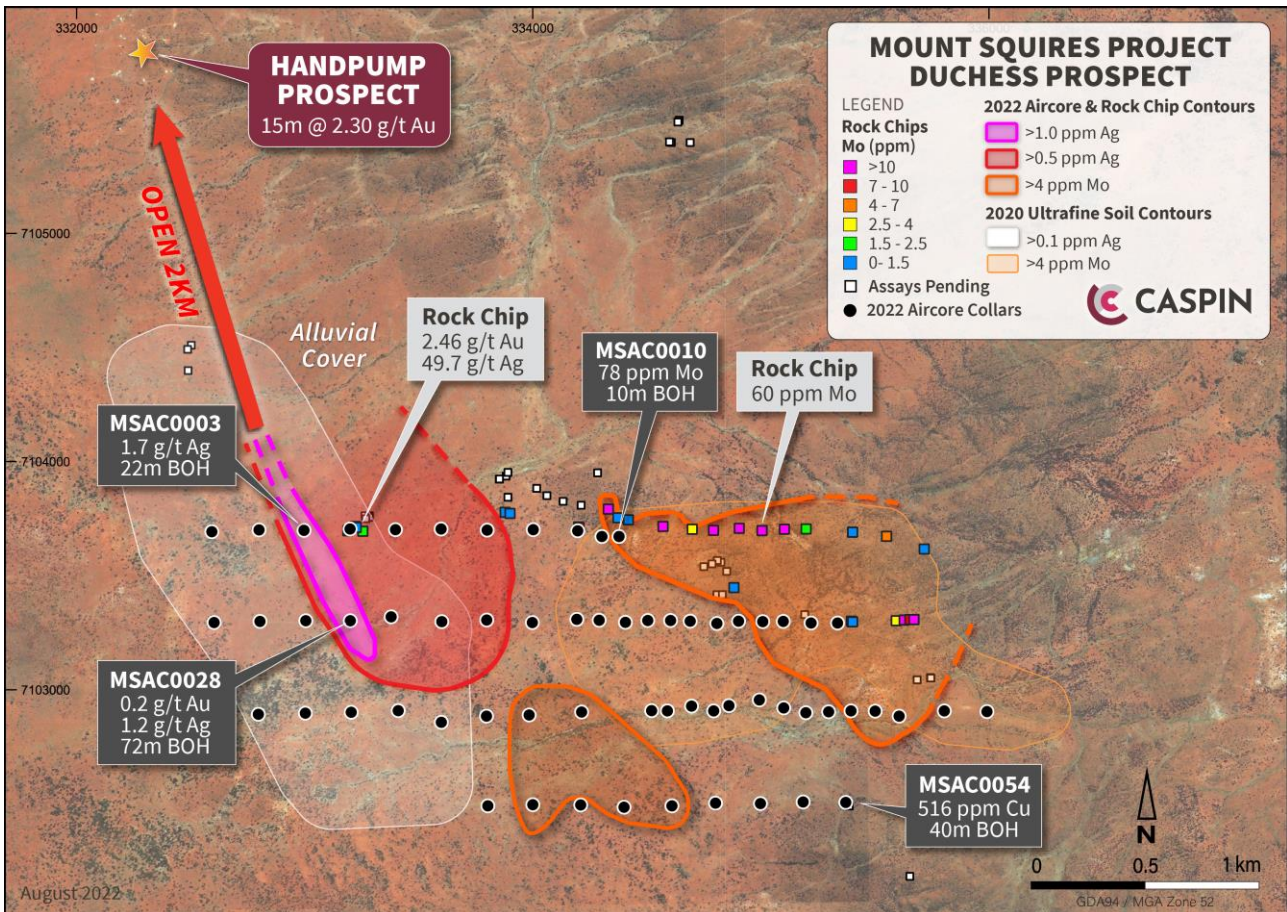 332000
334000
HANDPUMP
PROSPECT
15m @ 2.30 g/t Au
MOUNT SQUIRES PROJECT
DUCHESS PROSPECT
LEGEND
Rock Chips
Mo (ppm)
>10
7 - 10
4 - 7
2.5 - 4
1.5 - 2.5
0- 1.5
Assays Pending
2022 Aircore Collars
2022 Aircore & Rock Chip Contours
>1.0 ppm Ag
>0.5 ppm Ag
>4 ppm Mo
2020 Ultrafine Soil Contours
>0.1 ppm Ag
>4 ppm Mo
CASPIN
7105000
OPEN 2KM
Alluvial
Cover
Rock Chip
2.46 g/t Au
49.7 g/t Ag
MSAC0010
78 ppm Mo
10m BOH
Rock Chip
60 ppm Mo
MSAC0003
1.7 g/t Ag
22m BOH
7104000
7103000
MSAC0028
0.2 g/t Au
1.2 g/t Ag
72m BOH
MSAC0054
516 ppm Cu
40m BOH
N
0 0.5 1 km
GDA94 / MGA Zone 52
August 2022